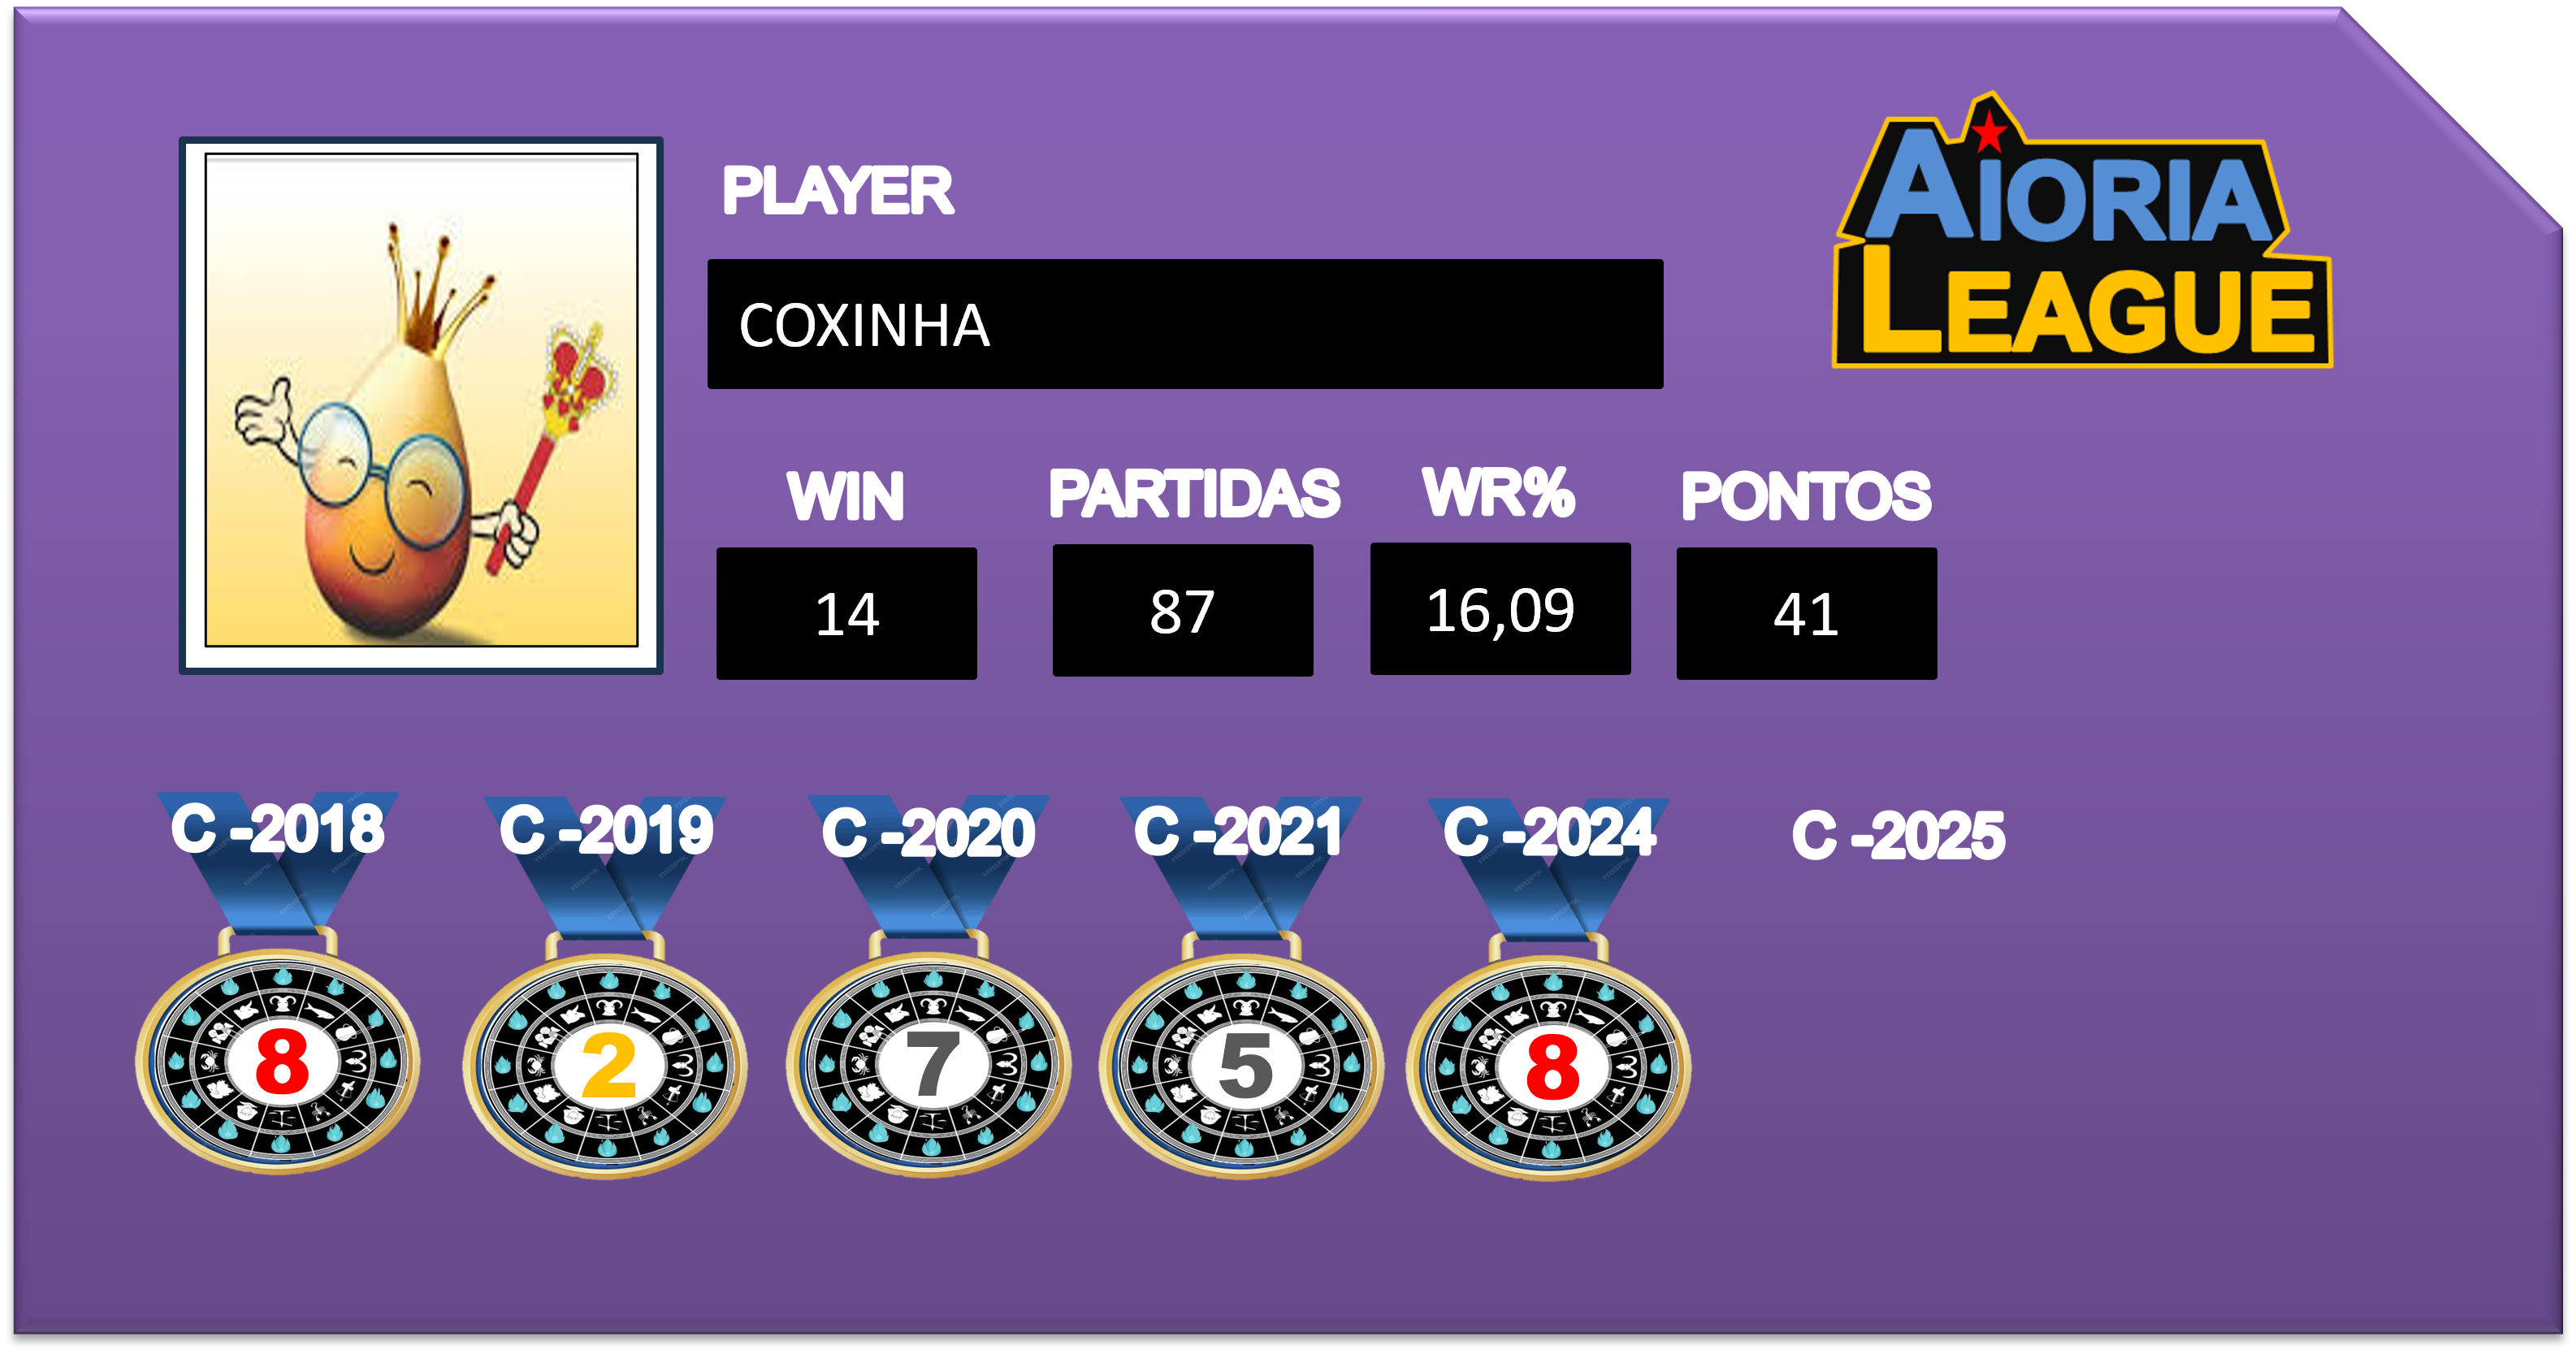 AIORIA
LEAGUE
PLAYER
COXINHA
WIN
PARTIDAS
WR%
PONTOS
14
87
16,09
41
C -2018
C -2019
C -2020
C -2021
C -2024
C -2025
8
2
7
5
8